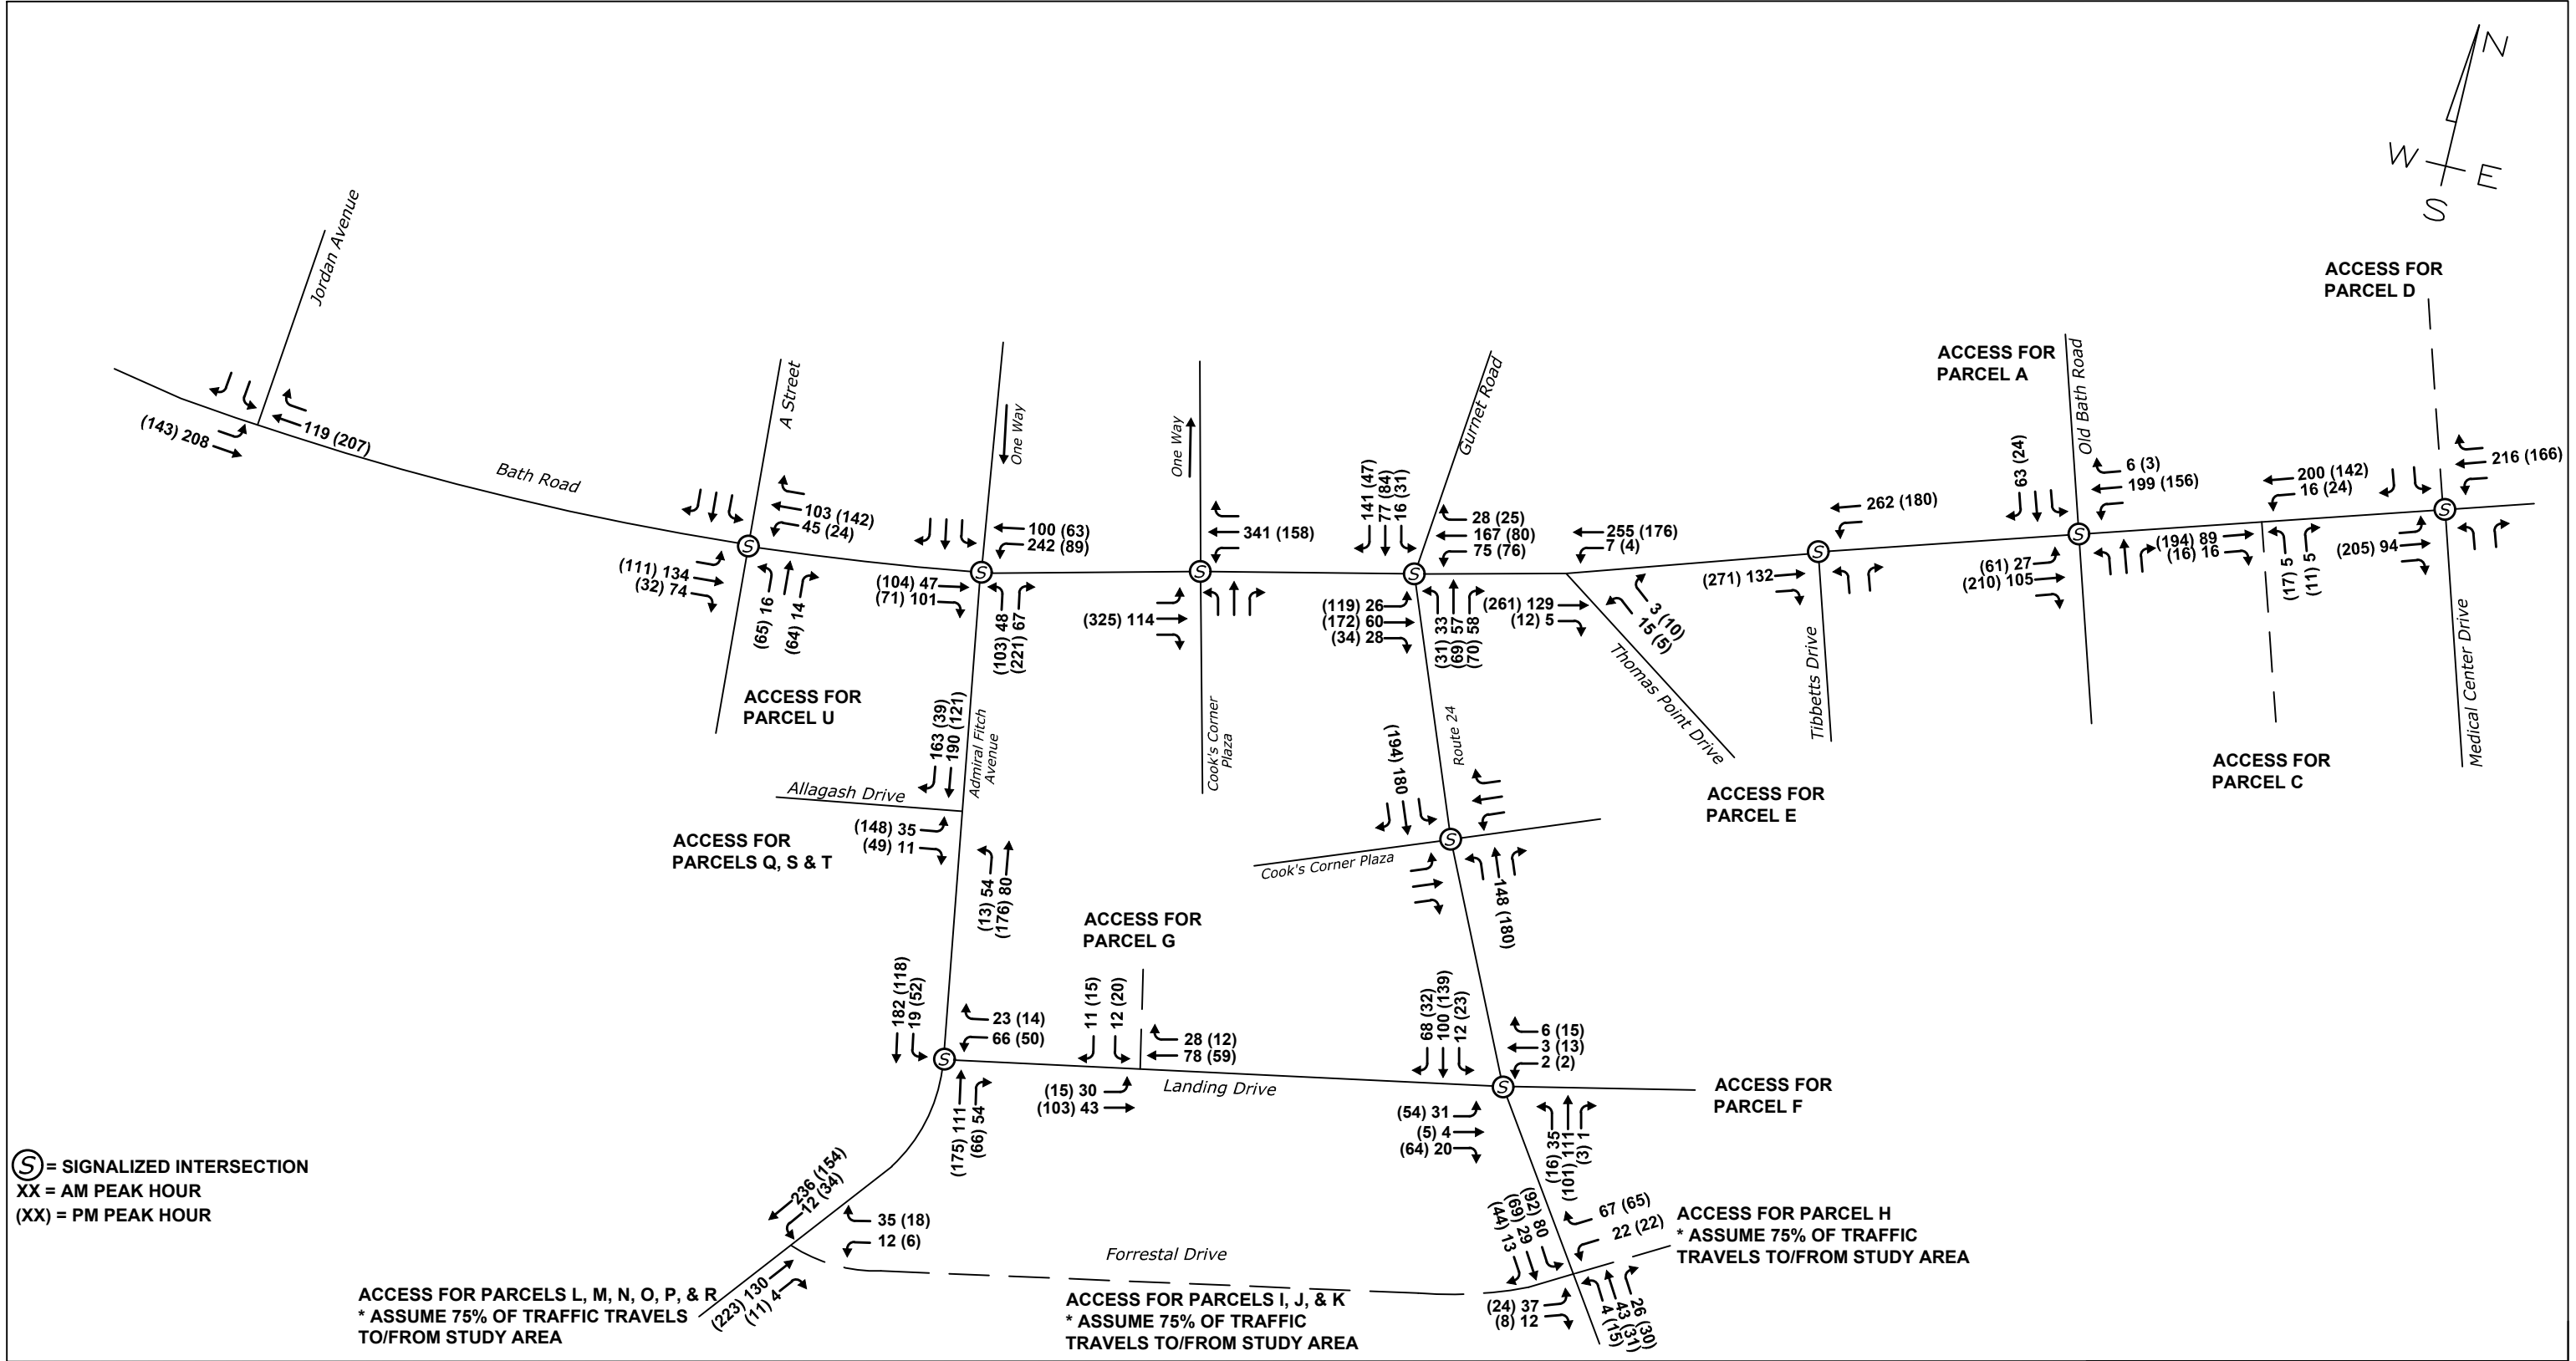 N
W
E
S
ACCESS FOR
PARCEL D
Jordan Avenue
(143) 208
119 (207)
Bath Road
A Street
103 (142)
45 (24)
(111) 134
(32) 74
(65) 16
(64) 14
ACCESS FOR
PARCEL U
One Way
100 (63)
242 (89)
(104) 47
(71) 101
(103) 48
(221) 67
S
S
One Way
341 (158)
(325) 114
S
Cook's Corner
Plaza
Gurnet Road
141 (47)
77 (84)
16 (31)
28 (25)
167 (80)
75 (76)
S
(119) 26
(172) 60
(34) 28
(31) 33
(69) 57
(70) 58
255 (176)
7 (4)
(261) 129
(12) 5
3 (10)
15 (5)
Thomas Point Drive
ACCESS FOR
PARCEL E
262 (180)
S
(271) 132
Tibbetts Drive
ACCESS FOR
PARCEL A
Old Bath Road
63 (24)
6 (3)
199 (156)
S
(61) 27
(210) 105
200 (142)
16 (24)
(194) 89
(16) 16
(17) 5
(11) 5
ACCESS FOR
PARCEL C
216 (166)
S
(205) 94
Medical Center Drive
163 (39)
190 (121)
Admiral Fitch
Avenue
Allagash Drive
(148) 35
(49) 11
ACCESS FOR
PARCELS Q, S & T
(13) 54
(176) 80
Route 24
(194) 180
S
Cook's Corner Plaza
148 (180)
ACCESS FOR
PARCEL G
182 (118)
19 (52)
23 (14)
66 (50)
S
11 (15)
12 (20)
28 (12)
78 (59)
(15) 30
(103) 43
Landing Drive
(175) 111
(66) 54
68 (32)
100 (139)
12 (23)
6 (15)
3 (13)
2 (2)
S
(54) 31
(5) 4
(64) 20
(16) 35
(101) 111
(3) 1
ACCESS FOR
PARCEL F
S = SIGNALIZED INTERSECTION
XX = AM PEAK HOUR
(XX) = PM PEAK HOUR
236 (154)
12 (34)
35 (18)
12 (6)
(223) 130
(11) 4
Forrestal Drive
ACCESS FOR PARCELS L, M, N, O, P, & R
* ASSUME 75% OF TRAFFIC TRAVELS
TO/FROM STUDY AREA
ACCESS FOR PARCELS I, J, & K
* ASSUME 75% OF TRAFFIC
TRAVELS TO/FROM STUDY AREA
(92) 80
(69) 29
(44) 13
67 (65)
22 (22)
(24) 37
(8) 12
4 (15)
43 (31)
26 (30)
ACCESS FOR PARCEL H
* ASSUME 75% OF TRAFFIC
TRAVELS TO/FROM STUDY AREA